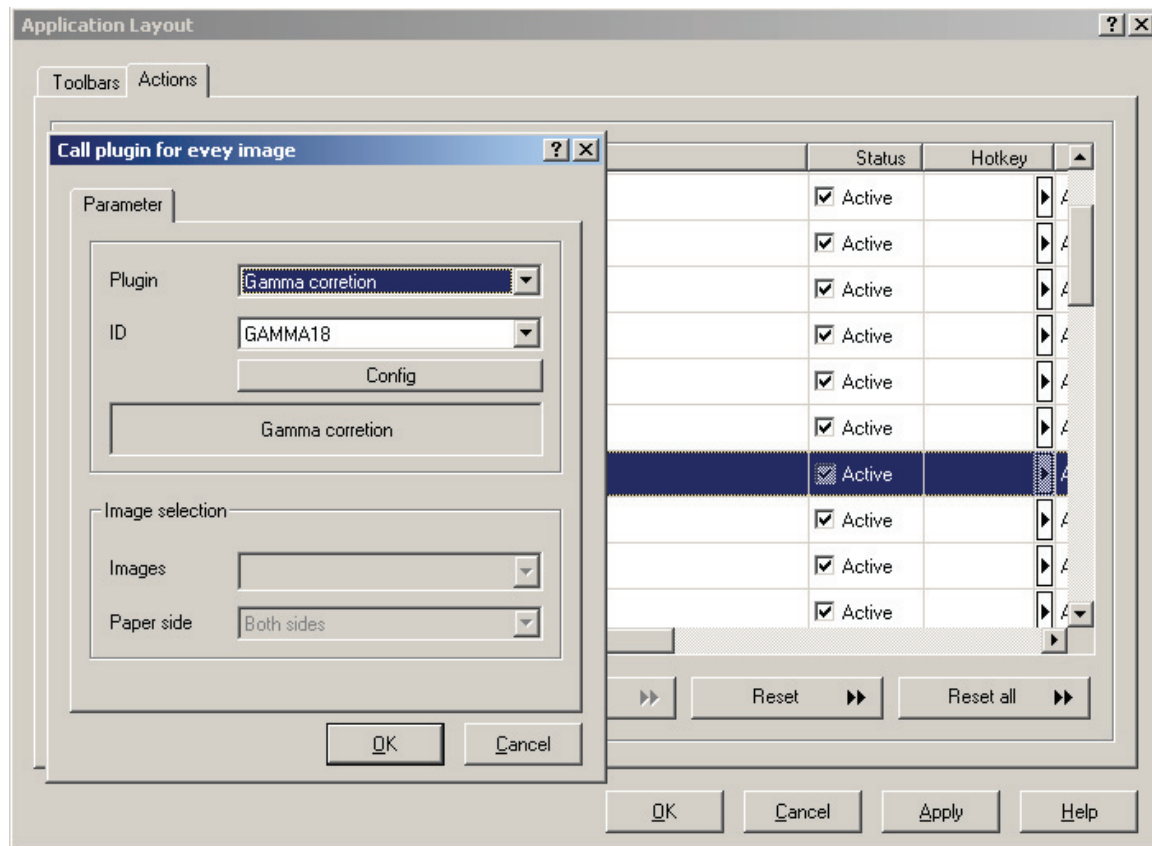 Application Layout
Toolbars Actions
Call plugin for evey image
Status Hotkey
Parameter
Active
Active
Plugin Gamma corretion
Active
ID GAMMA18
Active
Config
Active
Gamma corretion
Active
Active
Image selection
Active
Images
Active
Paper side Both sides
Active
Reset Reset all
OK Cancel
OK Cancel Apply Help